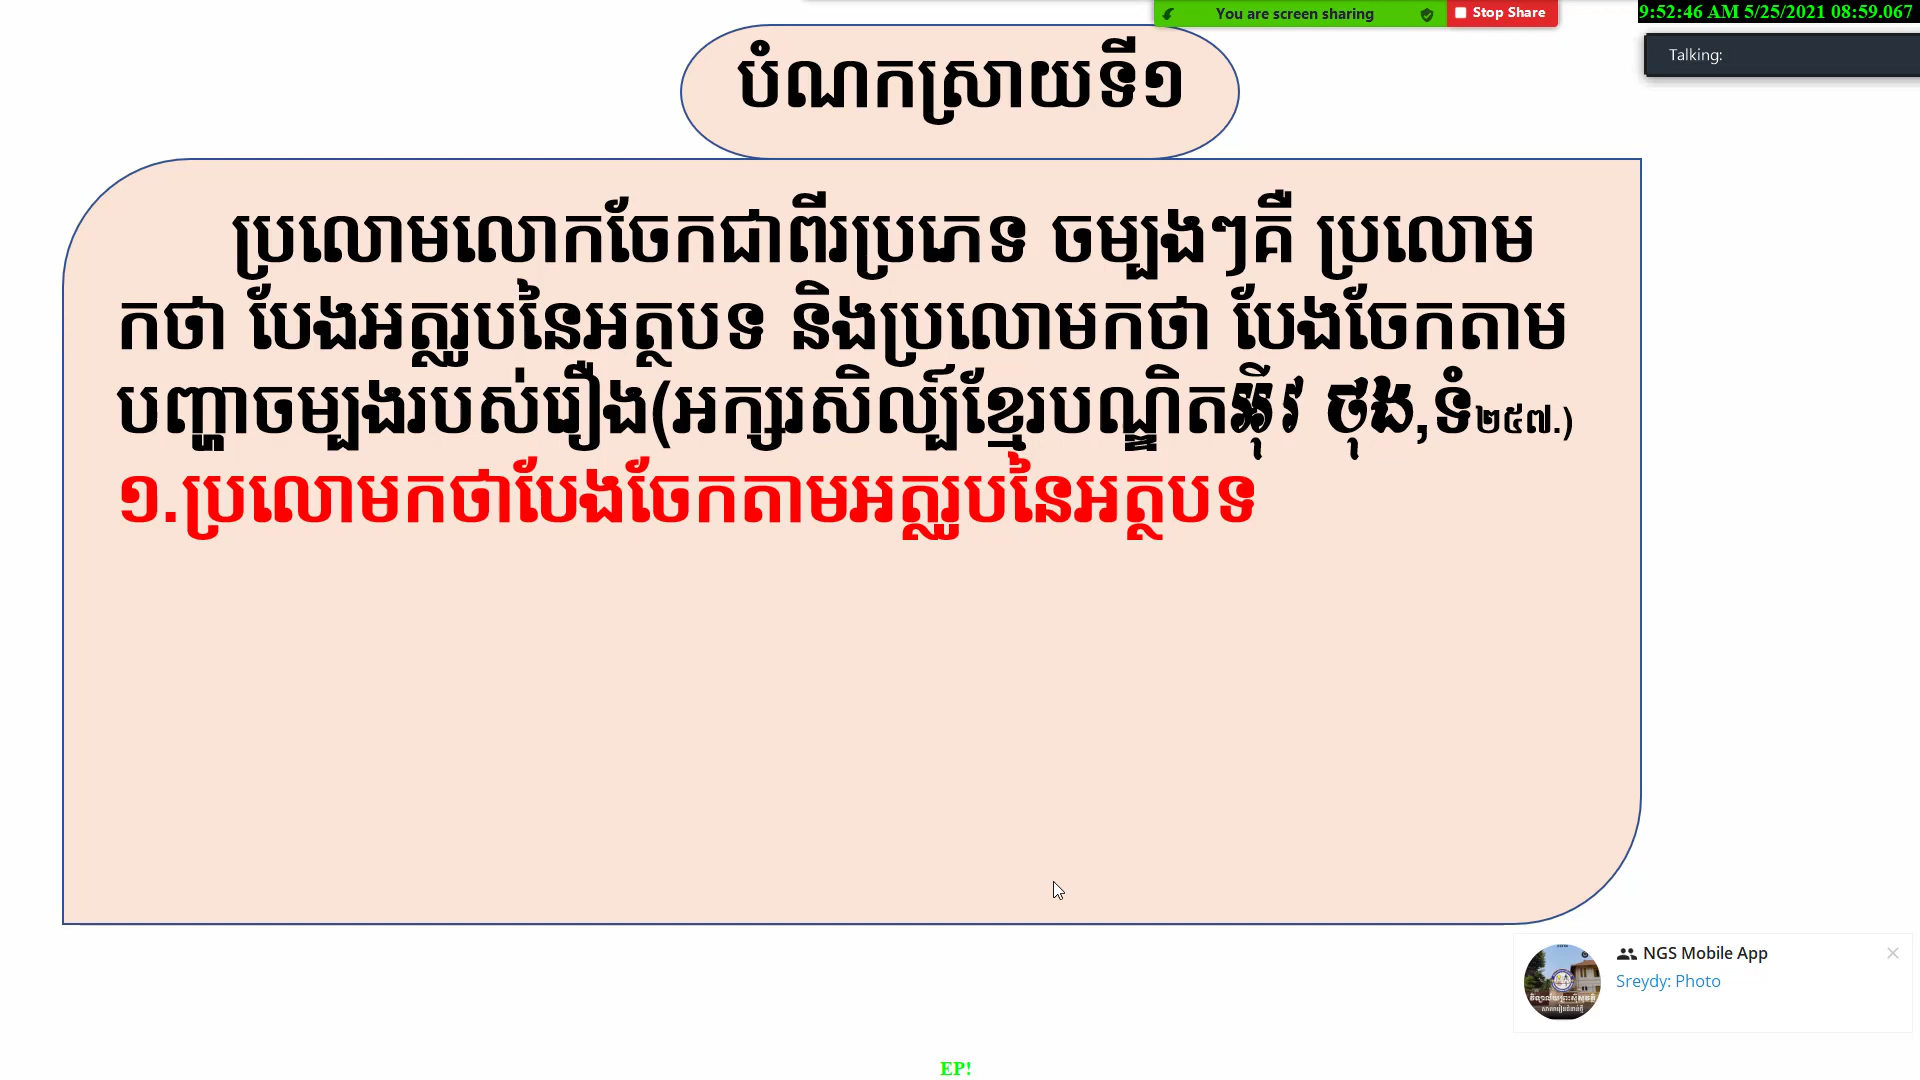 You are screen sharing
Stop Share
9:52:46 AM 5/25/2021 08:59.067
Talking:
បំណកស្រាយទី១
ប្រលោមលោកចែកជាពីរប្រភេទ ចម្បងៗគឺ ប្រលោម
កថា បែងអត្ថរូបនៃអត្ថបទ និងប្រលោមកថា បែងចែកតាម
បញ្ហាចម្បងរបស់រឿង(អក្សរសិល្ប៍ខ្មែរបណ្ឌិតឃុីវ ថុង,ទំ២៥៧.)
១.ប្រលោមកថាបែងចែកតាមអត្ថរូបនៃអត្ថបទ
NGS Mobile App
Sreydy: Photo
EP!